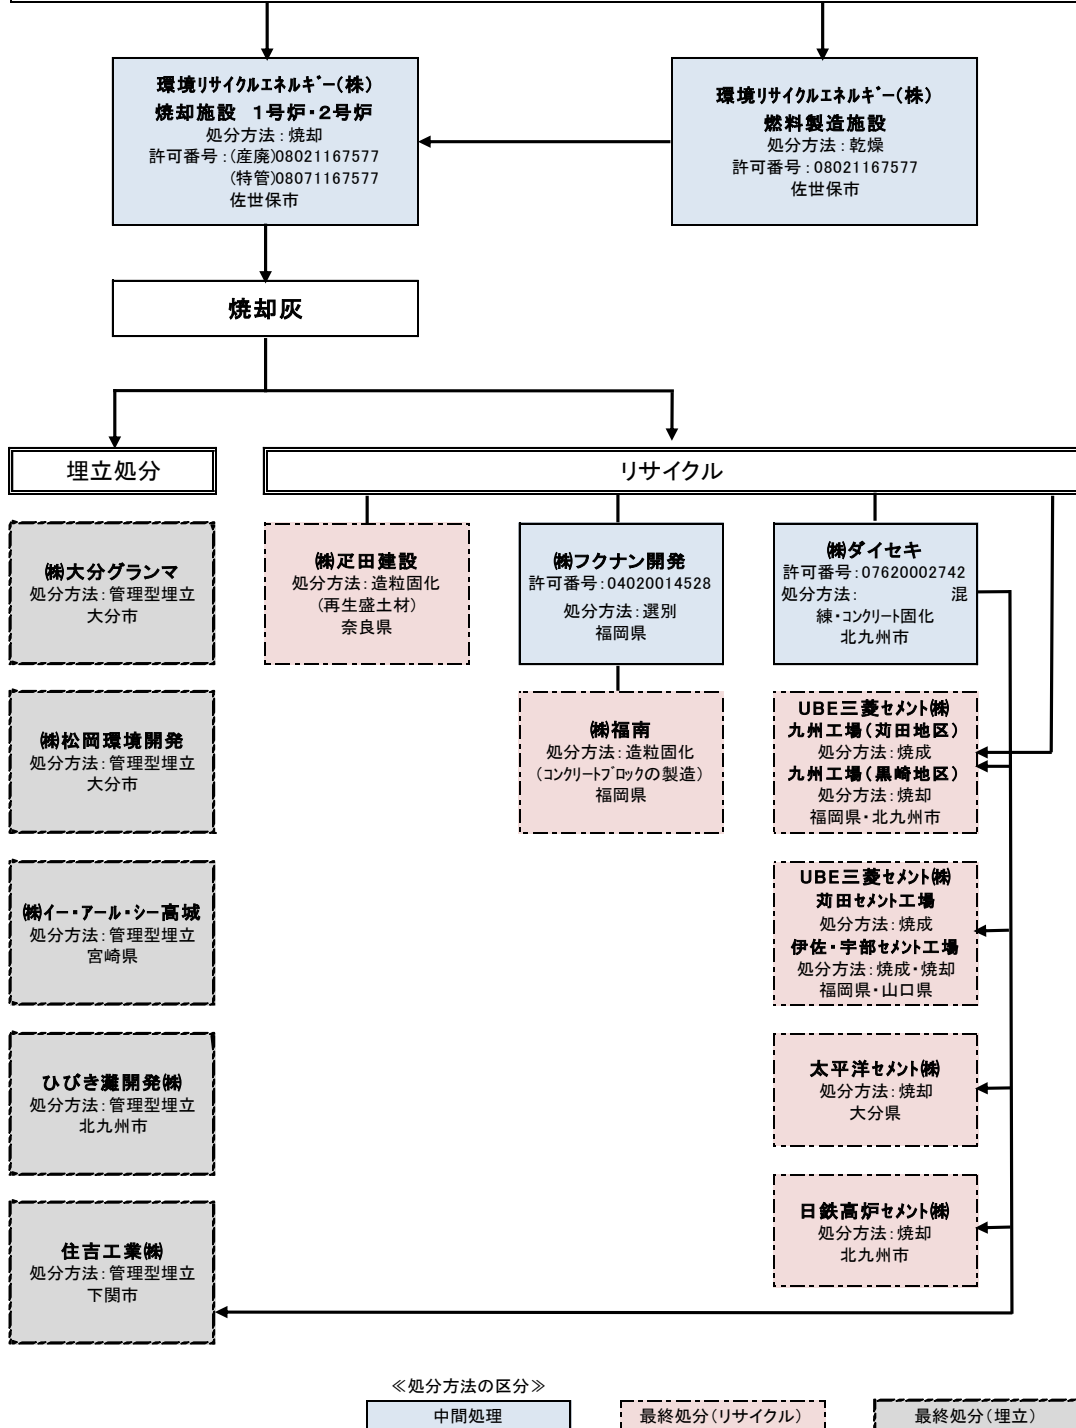 環境リサイクルエネルギー(株)
焼却施設　1号炉・2号炉
処分方法：焼却
許可番号：(産廃)08021167577
(特管)08071167577
佐世保市
環境リサイクルエネルギー(株)
燃料製造施設
処分方法：乾燥
許可番号：08021167577
佐世保市
焼却灰
埋立処分
リサイクル
㈱大分グランマ
処分方法：管理型埋立
大分市
㈱疋田建設
処分方法：造粒固化
(再生盛土材)
奈良県
㈱フクナン開発
許可番号：04020014528
処分方法：選別
福岡県
㈱ダイセキ
許可番号：07620002742
処分方法：　　　　　混
練・コンクリート固化
北九州市
㈱松岡環境開発
処分方法：管理型埋立
大分市
㈱福南
処分方法：造粒固化
(コンクリートブロックの製造)
福岡県
UBE三菱セメント㈱
九州工場(苅田地区)
処分方法：焼成
九州工場(黒崎地区)
処分方法：焼却
福岡県・北九州市
㈱イー・アール・シー高城
処分方法：管理型埋立
宮崎県
UBE三菱セメント㈱
苅田セメント工場
処分方法：焼成
伊佐・宇部セメント工場
処分方法：焼成・焼却
福岡県・山口県
ひびき灘開発㈱
処分方法：管理型埋立
北九州市
太平洋セメント㈱
処分方法：焼却
大分県
住吉工業㈱
処分方法：管理型埋立
下関市
日鉄高炉セメント㈱
処分方法：焼却
北九州市
≪処分方法の区分≫
中間処理
最終処分(リサイクル)
最終処分(埋立)